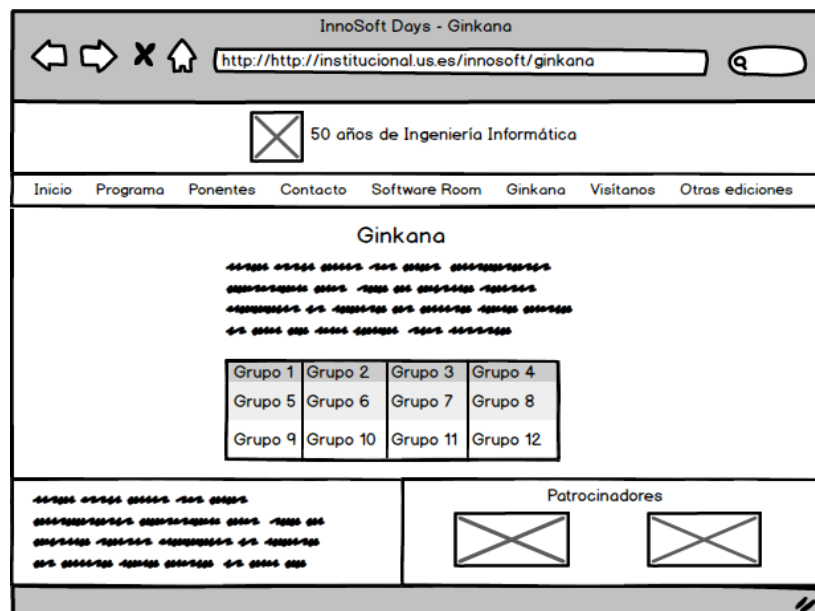 InnoSoft Days - Ginkana
http://http://institucional.us.es/innosoft/ginkana
50 años de Ingeniería Informática
Inicio Programa Ponentes Contacto Software Room Ginkana Visítanos Otras ediciones
Ginkana
Grupo 1 Grupo 2 Grupo 3 Grupo 4
Grupo 5 Grupo 6 Grupo 7 Grupo 8
Grupo 9 Grupo 10 Grupo 11 Grupo 12
Patrocinadores